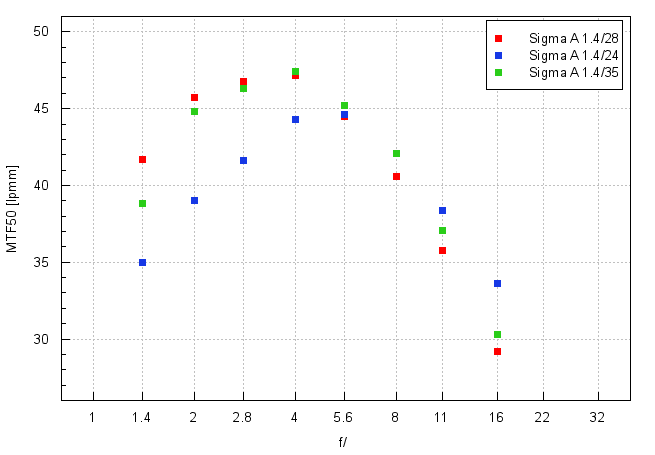 50
45
40
35
30
MTF50 [lpmm]
Sigma A 1.4/28
Sigma A 1.4/24
Sigma A 1.4/35
1 1.4 2 2.8 4 5.6 8 11 16 22 32
f/